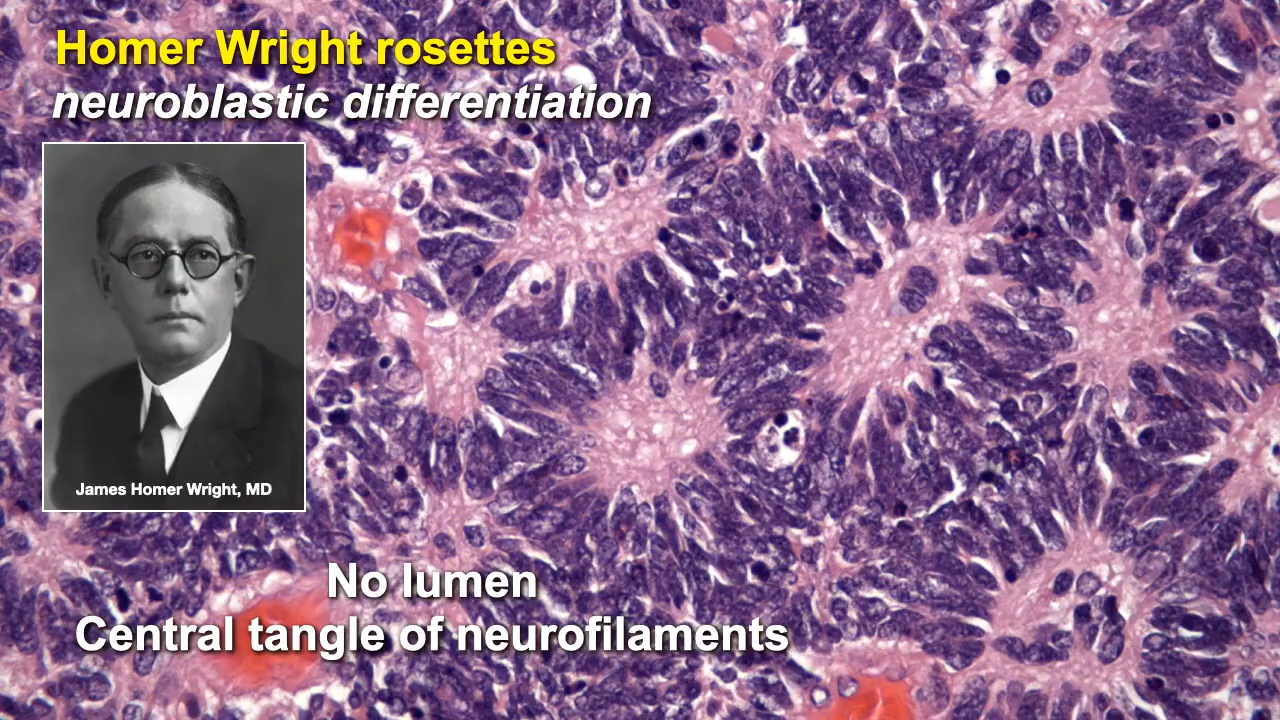 Homer Wright rosettes
neuroblastic differentiation
James Homer Wright, MD
No lumen
Central tangle of neurofilaments